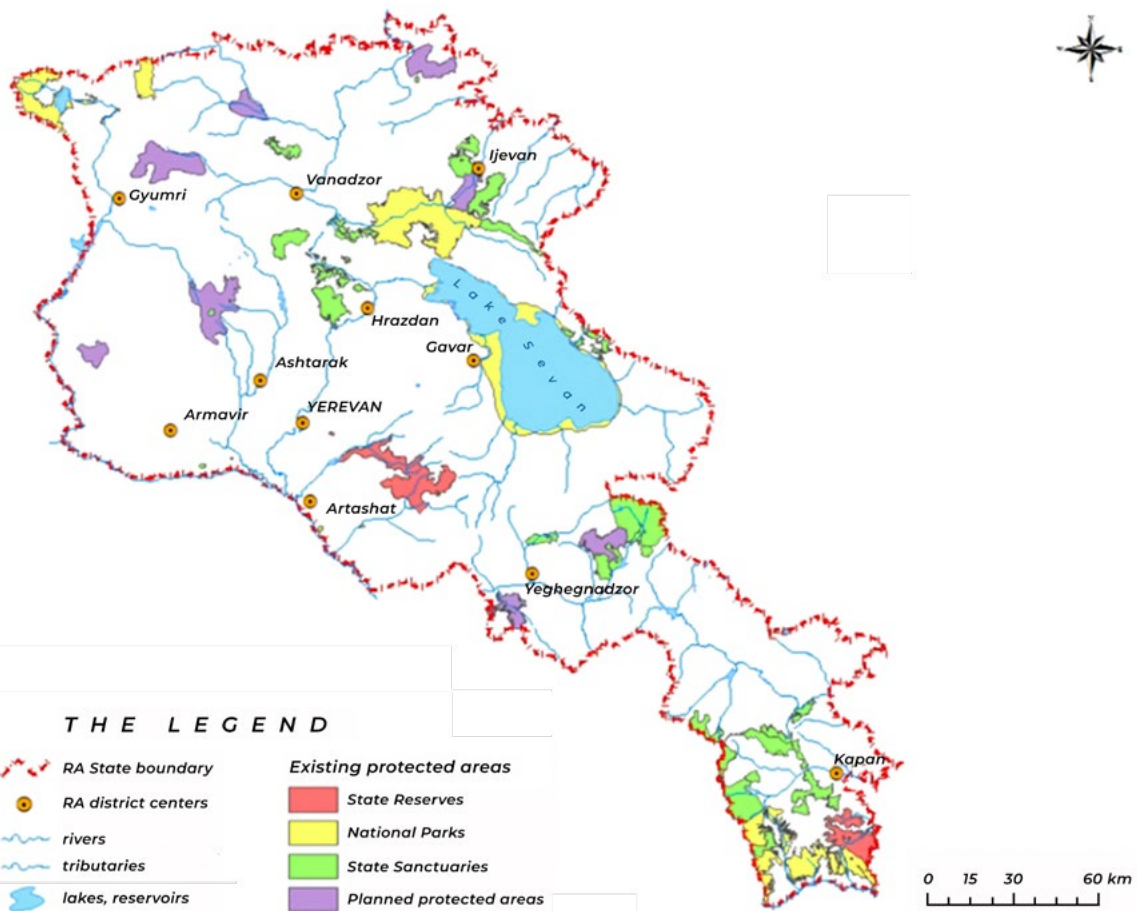 Ijevan
Vanadzor
Gyumri
Lake Sevan
Hrazdan
Gavar
Ashtarak
Armavir
YEREVAN
Artashat
Yeghegnadzor
Kapan
THE LEGEND
RA State boundary
RA district centers
rivers
tributaries
lakes, reservoirs
Existing protected areas
State Reserves
National Parks
State Sanctuaries
Planned protected areas
0 15 30 60 km